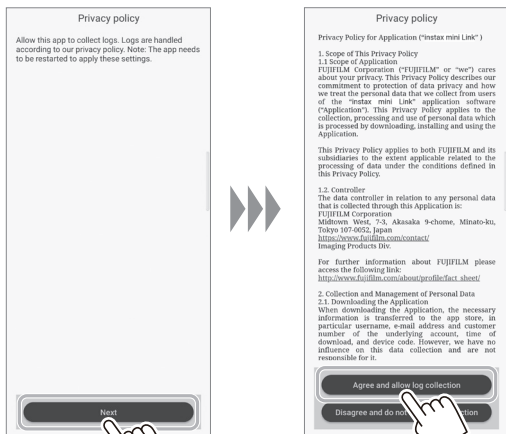 Privacy policy
Allow this app to collect logs. Logs are handled
according to our privacy policy. Note: The app needs
to be restarted to apply these settings.
Next
Privacy policy
Privacy Policy for Application ("instax mini Link" )
1. Scope of This Privacy Policy
1.1 Scope of Application
FUJIFILM Corporation ("FUJIFILM" or "we") cares
about your privacy. This Privacy Policy describes our
commitment to protection of data privacy and how
we treat the personal data that we collect from users
of the "instax mini Link" application software
("Application"). This Privacy Policy applies to the
collection, processing and use of personal data which
is processed by downloading, installing and using the
Application.
This Privacy Policy applies to both FUJIFILM and its
subsidiaries to the extent applicable related to the
processing of data under the conditions defined in
this Privacy Policy.
1.2. Controller
The data controller in relation to any personal data
that is collected through this Application is:
FUJIFILM Corporation
Midtown West, 7-3, Akasaka 9-chome, Minato-ku,
Tokyo 107-0052, Japan
https://www.fujifilm.com/contact/
Imaging Products Div.
For further information about FUJIFILM please
access the following link:
http://www.fujifilm.com/about/profile/fact_sheet/
2. Collection and Management of Personal Data
2.1. Downloading the Application
When downloading the Application, the necessary
information is transferred to the app store, in
particular username, e-mail address and customer
number of the underlying account, time of
download, and device code. However, we have no
influence on this data collection and are not
responsible for it.
Agree and allow log collection
Disagree and do not